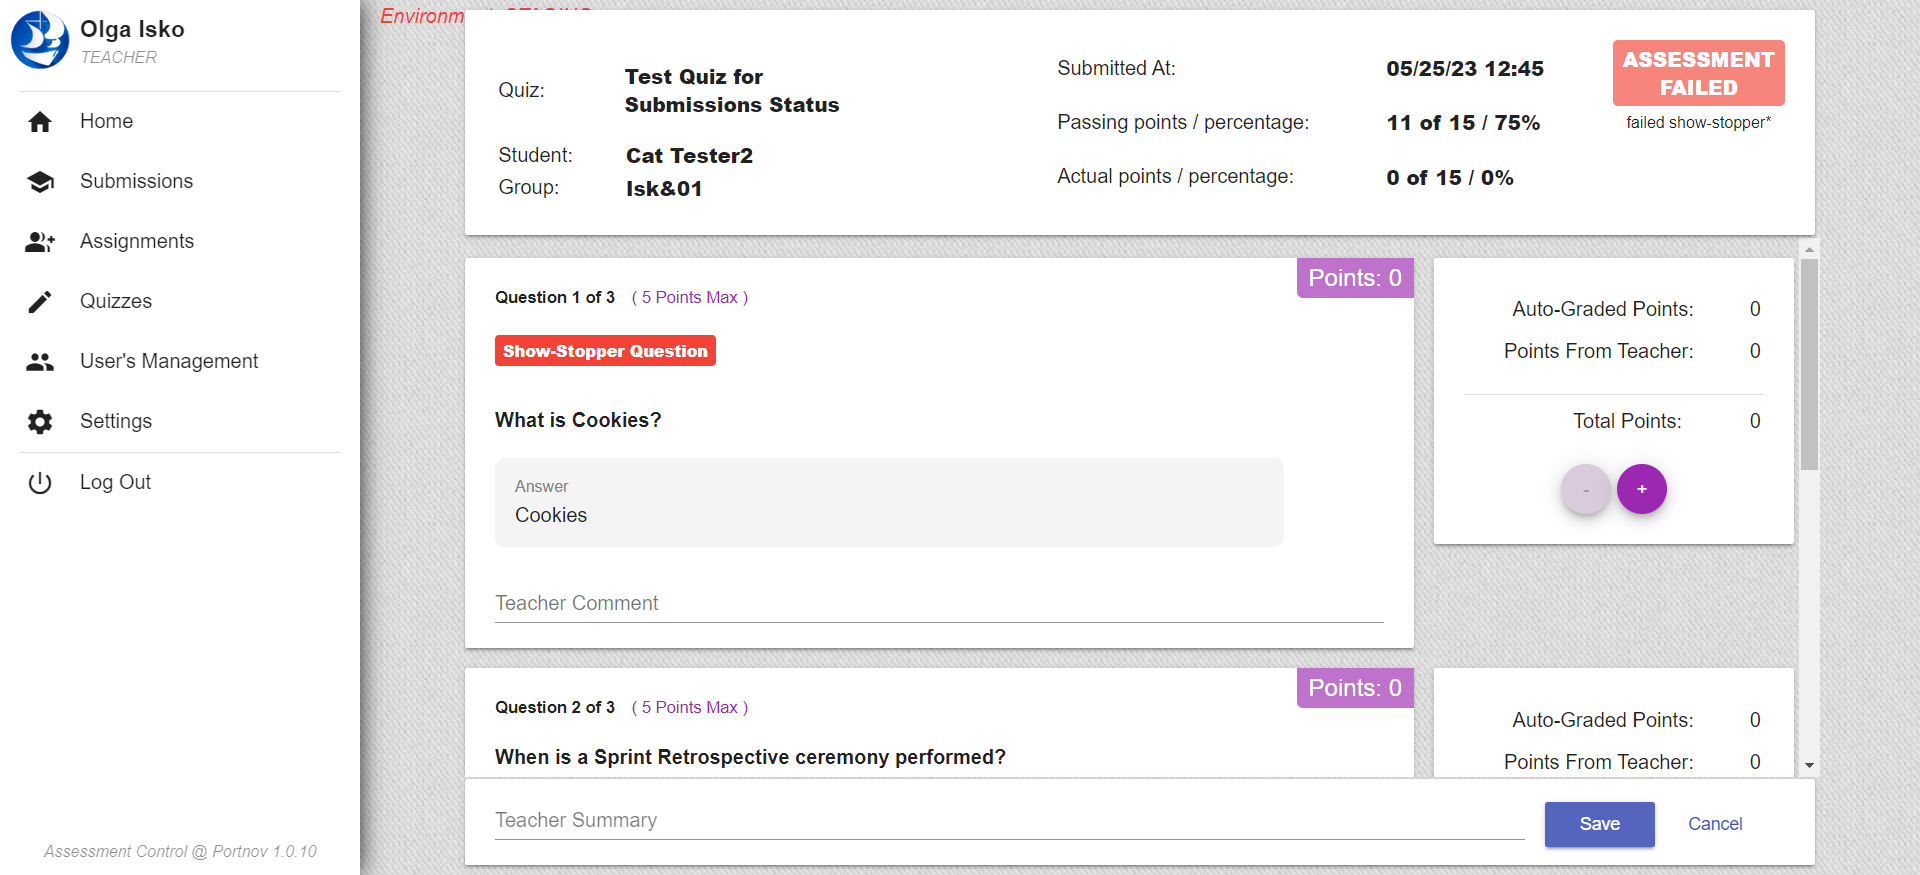 Olga Isko
TEACHER
Home
Submissions
Assignments
Quizzes
User's Management
Settings
Log Out
Assessment Control @ Portnov 1.0.10
Quiz:
Test Quiz for
Submissions Status
Student:
Cat Tester2
Group:
Isk&01
Submitted At:
05/25/23 12:45
Passing points / percentage:
11 of 15 / 75%
Actual points / percentage:
0 of 15 / 0%
ASSESSMENT
FAILED
failed show-stopper*
Question 1 of 3 ( 5 Points Max )
Points: 0
Show-Stopper Question
What is Cookies?
Answer
Cookies
Teacher Comment
Auto-Graded Points: 0
Points From Teacher: 0
Total Points: 0
- +
Question 2 of 3 ( 5 Points Max )
Points: 0
When is a Sprint Retrospective ceremony performed?
Auto-Graded Points: 0
Points From Teacher: 0
Teacher Summary
Save
Cancel